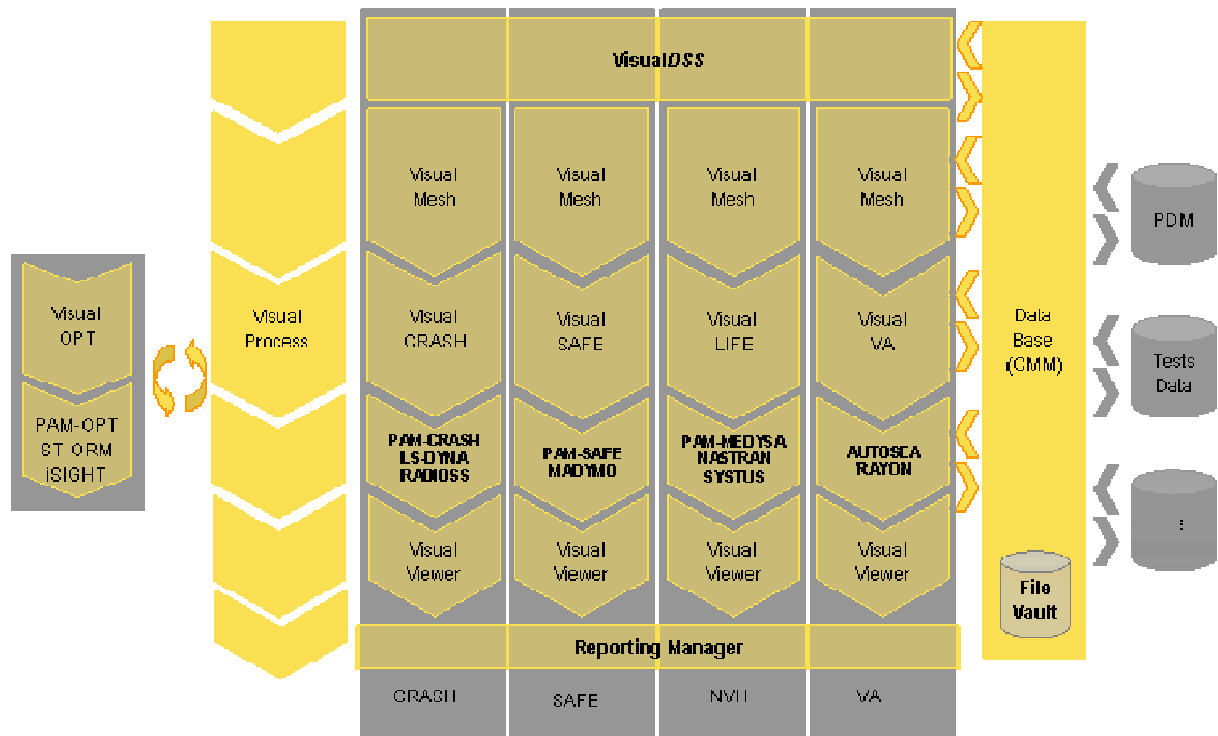 VisualDSS
Visual
Mesh
Visual
Mesh
Visual
Mesh
Visual
Mesh
PDM
Visual
OPT
Visual
Process
Visual
CRASH
Visual
SAFE
Visual
LIFE
Visual
VA
Data
Base
(CMM)
Tests
Data
PAM-OPT
ST ORM
iSIGHT
PAM-CRASH
LS-DYNA
RADIOSS
PAM-SAFE
MADYMO
PAM-MEDYSA
NASTRAN
SYSTUS
AUTOSEA
RAYON
...
Visual
Viewer
Visual
Viewer
Visual
Viewer
Visual
Viewer
File
Vault
Reporting Manager
CRASH
SAFE
NVH
VA